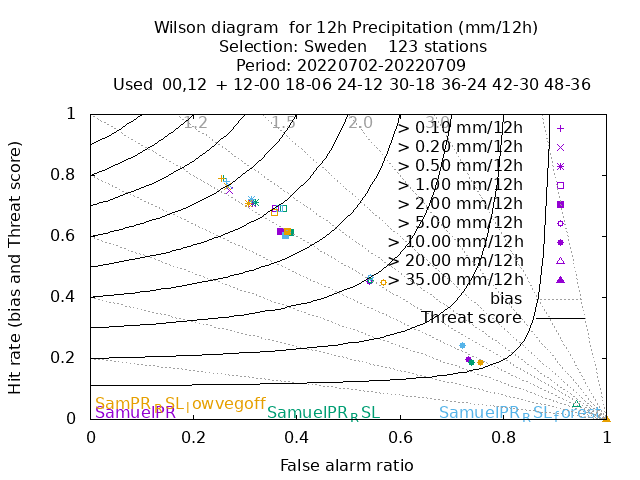 Wilson diagram  for 12h Precipitation (mm/12h)
Selection: Sweden    123 stations
Period: 20220702-20220709
Used  00,12  + 12-00 18-06 24-12 30-18 36-24 42-30 48-36
1.2 1.5 2.0 3.0
> 0.10 mm/12h
> 0.20 mm/12h
> 0.50 mm/12h
> 1.00 mm/12h
> 2.00 mm/12h
> 5.00 mm/12h
> 10.00 mm/12h
> 20.00 mm/12h
> 35.00 mm/12h
bias
Threat score
1
0.8
0.6
0.4
0.2
0
Hit rate (bias and Threat score)
SamPR_RSL_lowvegoff
SamuelPR SamuelPR_RSL SamuelPR_RSL_forest
0 0.2 0.4 0.6 0.8 1
False alarm ratio